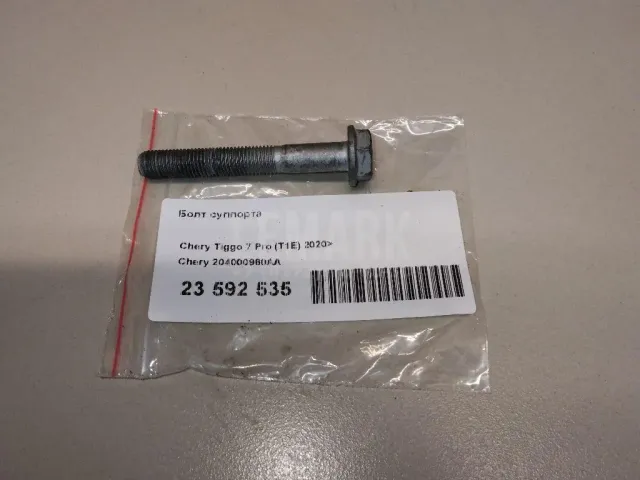 Болт суппорта
Chery Tiggo 7 Pro (T1E) 2020>
Chery 204000980AA
23 592 535